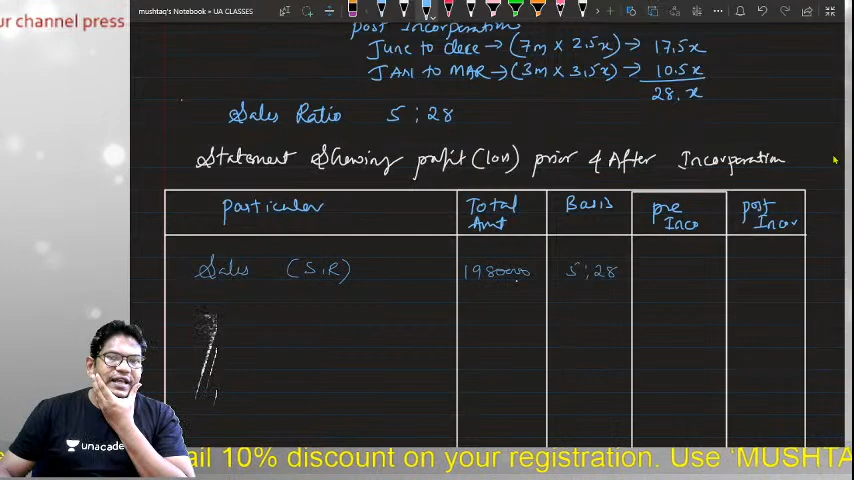 ur channel press
mushtaq's Notebook » UA CLASSES
post incorporation
June to Dece → (7m x 2.5x) → 17.5x
JAN to MAR → (3m x 3.5x) → 10.5x
28.x
Sales Ratio 5 : 28
Statement Showing profit (loss) prior & After Incorporation
Particular Total Amt Basis pre Inco post Incor
Sales (S.R) 1980000 5:28
unacade
ail 10% discount on your registration. Use 'MUSHTA